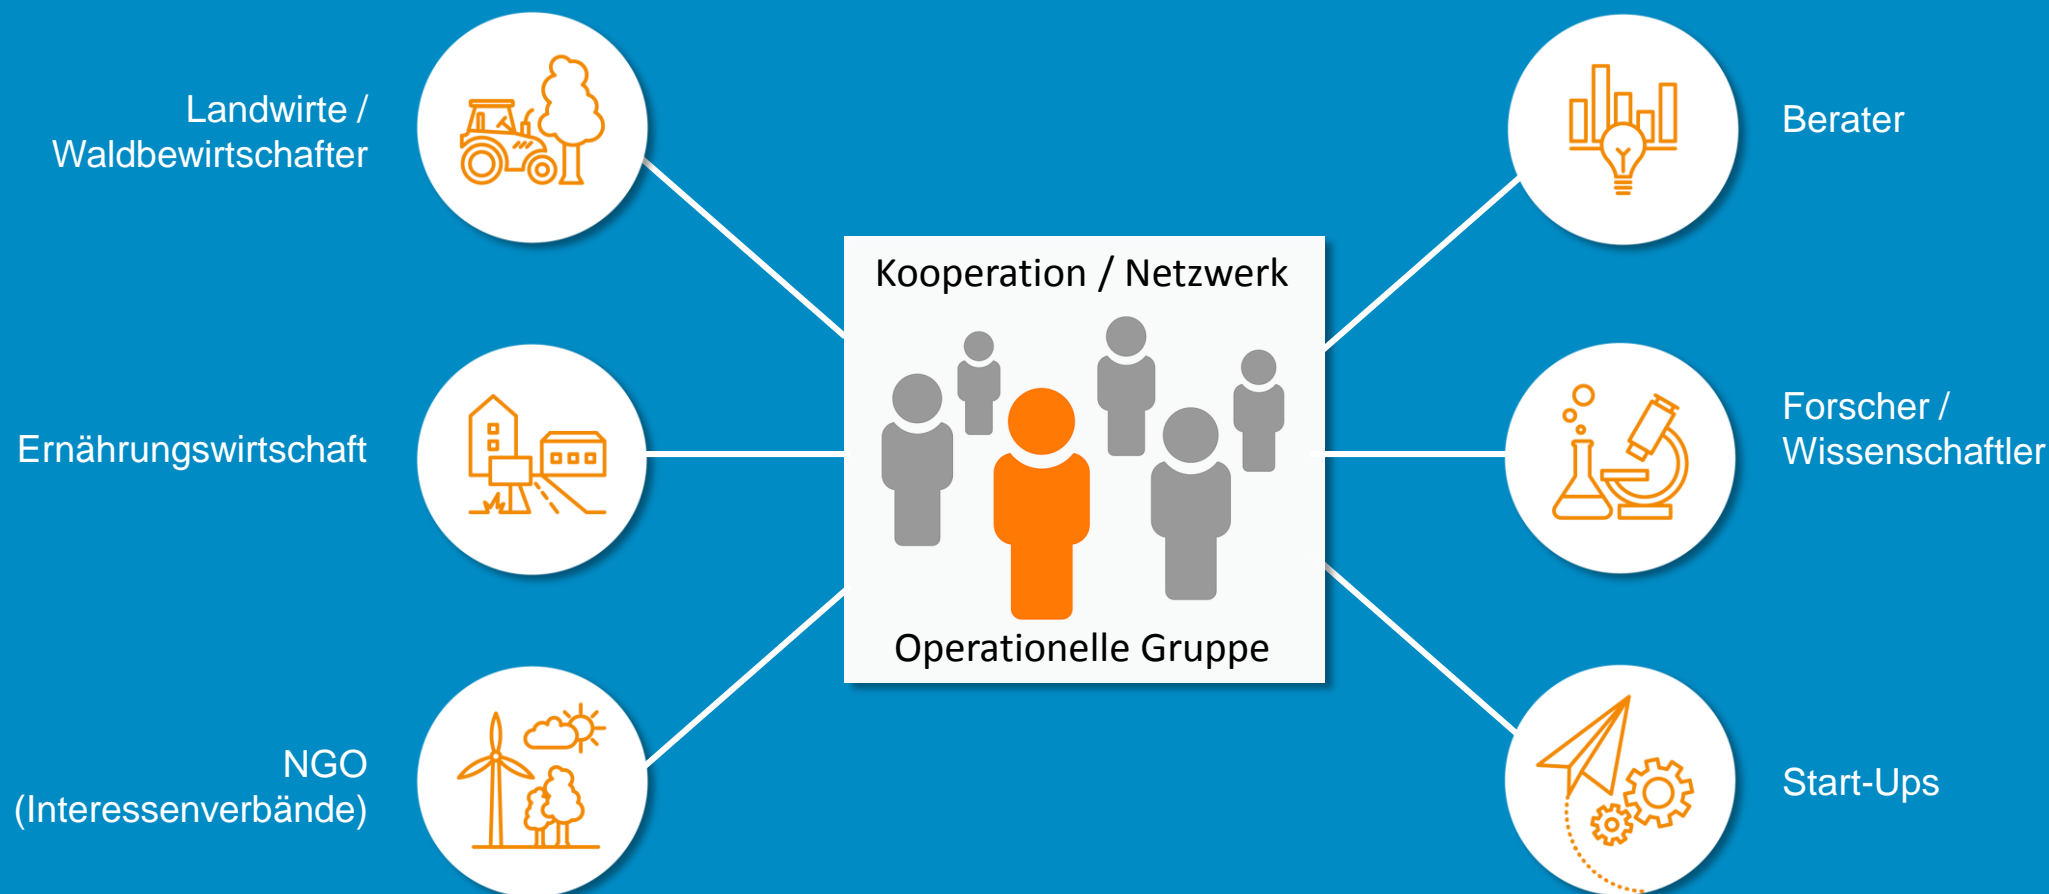 Landwirte /
Waldbewirtschafter
Ernährungswirtschaft
NGO
(Interessenverbände)
Kooperation / Netzwerk
Operationelle Gruppe
Berater
Forscher /
Wissenschaftler
Start-Ups